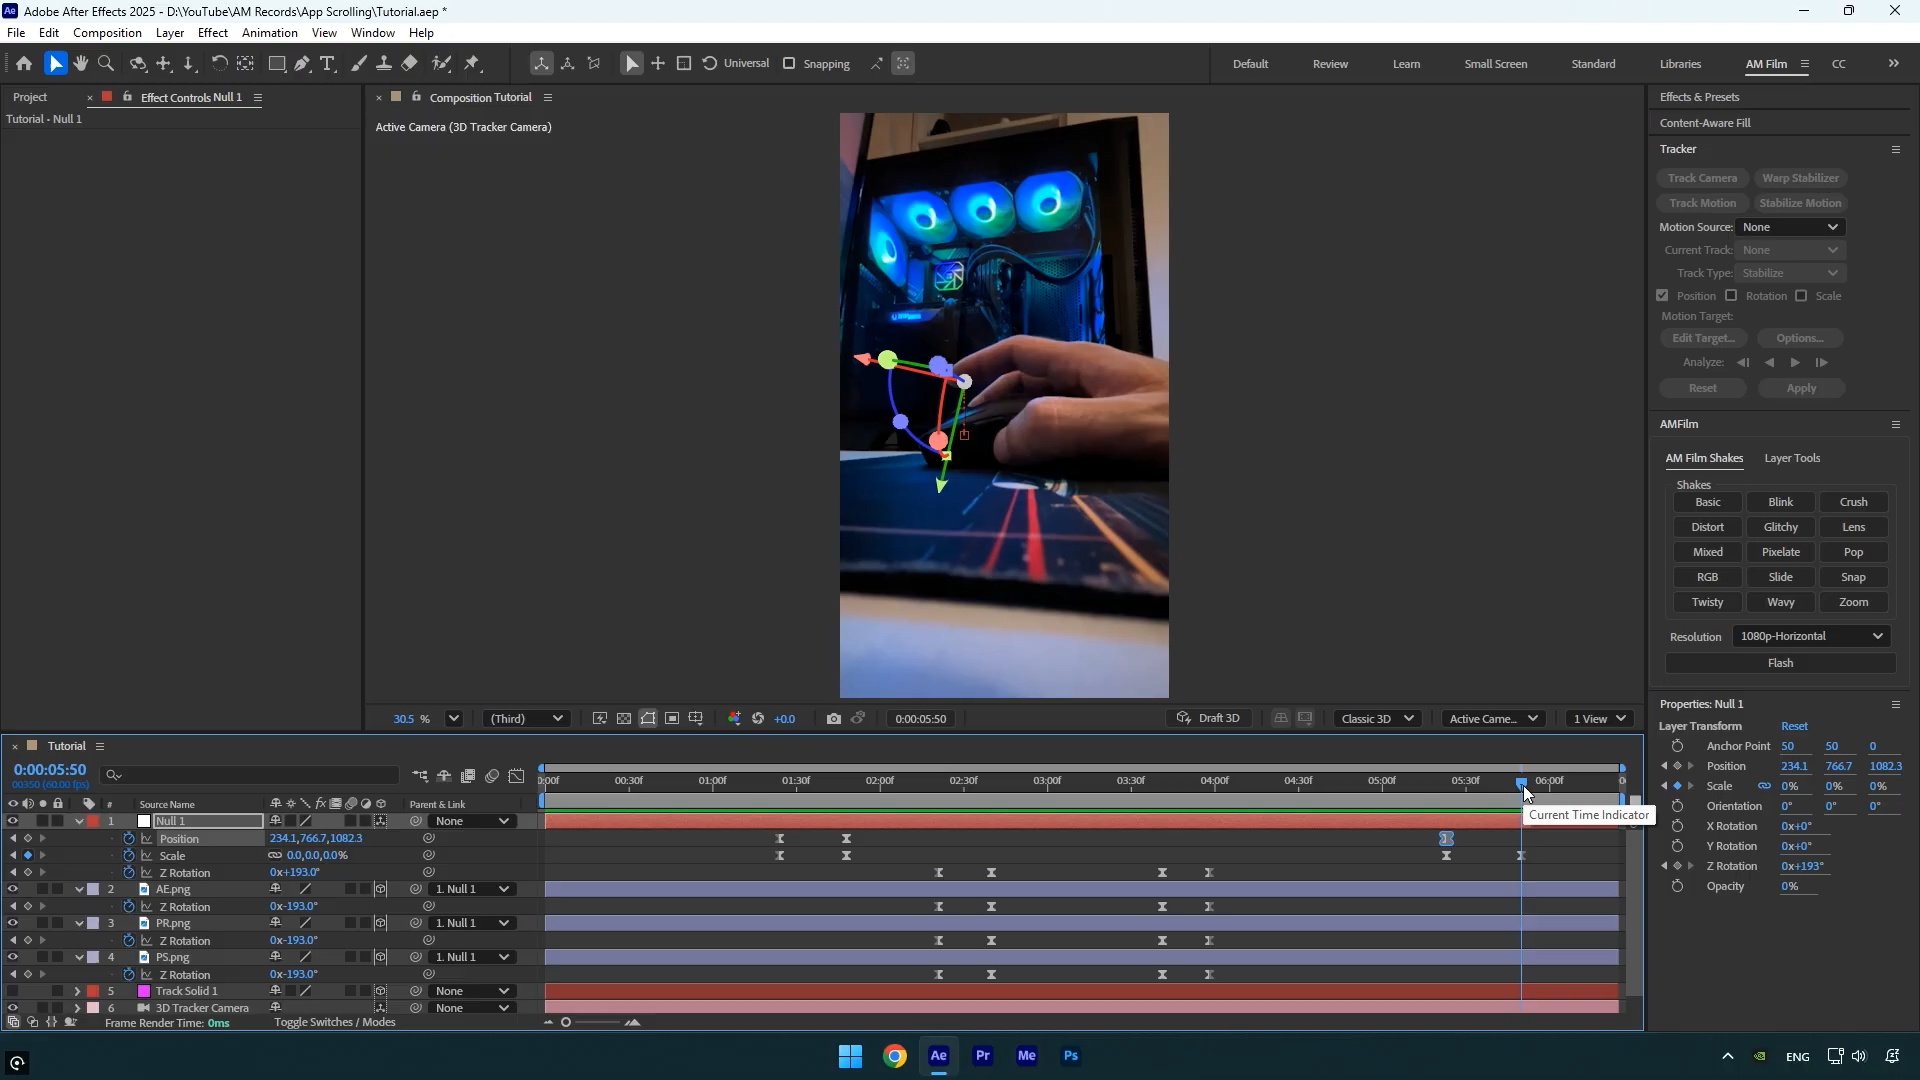 Adobe After Effects 2025 - D:\YouTube\AM Records\App Scrolling\Tutorial.aep *
File Edit Composition Layer Effect Animation View Window Help
Universal Snapping Default Review Learn Small Screen Standard Libraries AM Film CC
Project Effect Controls Null 1
Tutorial • Null 1
Composition Tutorial
Active Camera (3D Tracker Camera)
30.5 % (Third) +0.0 0:00:05:50 Draft 3D Classic 3D Active Came... 1 View
Effects & Presets
Content-Aware Fill
Tracker
Track Camera Warp Stabilizer
Track Motion Stabilize Motion
Motion Source: None
Current Track: None
Track Type: Stabilize
Position Rotation Scale
Motion Target:
Edit Target... Options...
Analyze:
Reset Apply
AMFilm
AM Film Shakes Layer Tools
Shakes
Basic Blink Crush
Distort Glitchy Lens
Mixed Pixelate Pop
RGB Slide Snap
Twisty Wavy Zoom
Resolution 1080p-Horizontal
Flash
Properties: Null 1
Layer Transform Reset
Anchor Point 50 50 0
Position 234.1 766.7 1082.3
Scale 0% 0% 0%
Orientation 0° 0° 0°
X Rotation 0x+0°
Y Rotation 0x+0°
Z Rotation 0x+193°
Opacity 0%
Tutorial
0:00:05:50
00350 (60.00 fps)
00:30f 01:00f 01:30f 02:00f 02:30f 03:00f 03:30f 04:00f 04:30f 05:00f 05:30f 06:00f
# Source Name fx Parent & Link
Current Time Indicator
1 Null 1 None
Position 234.1,766.7,1082.3
Scale 0.0,0.0,0.0%
Z Rotation 0x+193.0°
2 AE.png 1. Null 1
Z Rotation 0x-193.0°
3 PR.png 1. Null 1
Z Rotation 0x-193.0°
4 PS.png 1. Null 1
Z Rotation 0x-193.0°
5 Track Solid 1 None
6 3D Tracker Camera None
Frame Render Time: 0ms Toggle Switches / Modes
Ae Pr Me Ps ENG